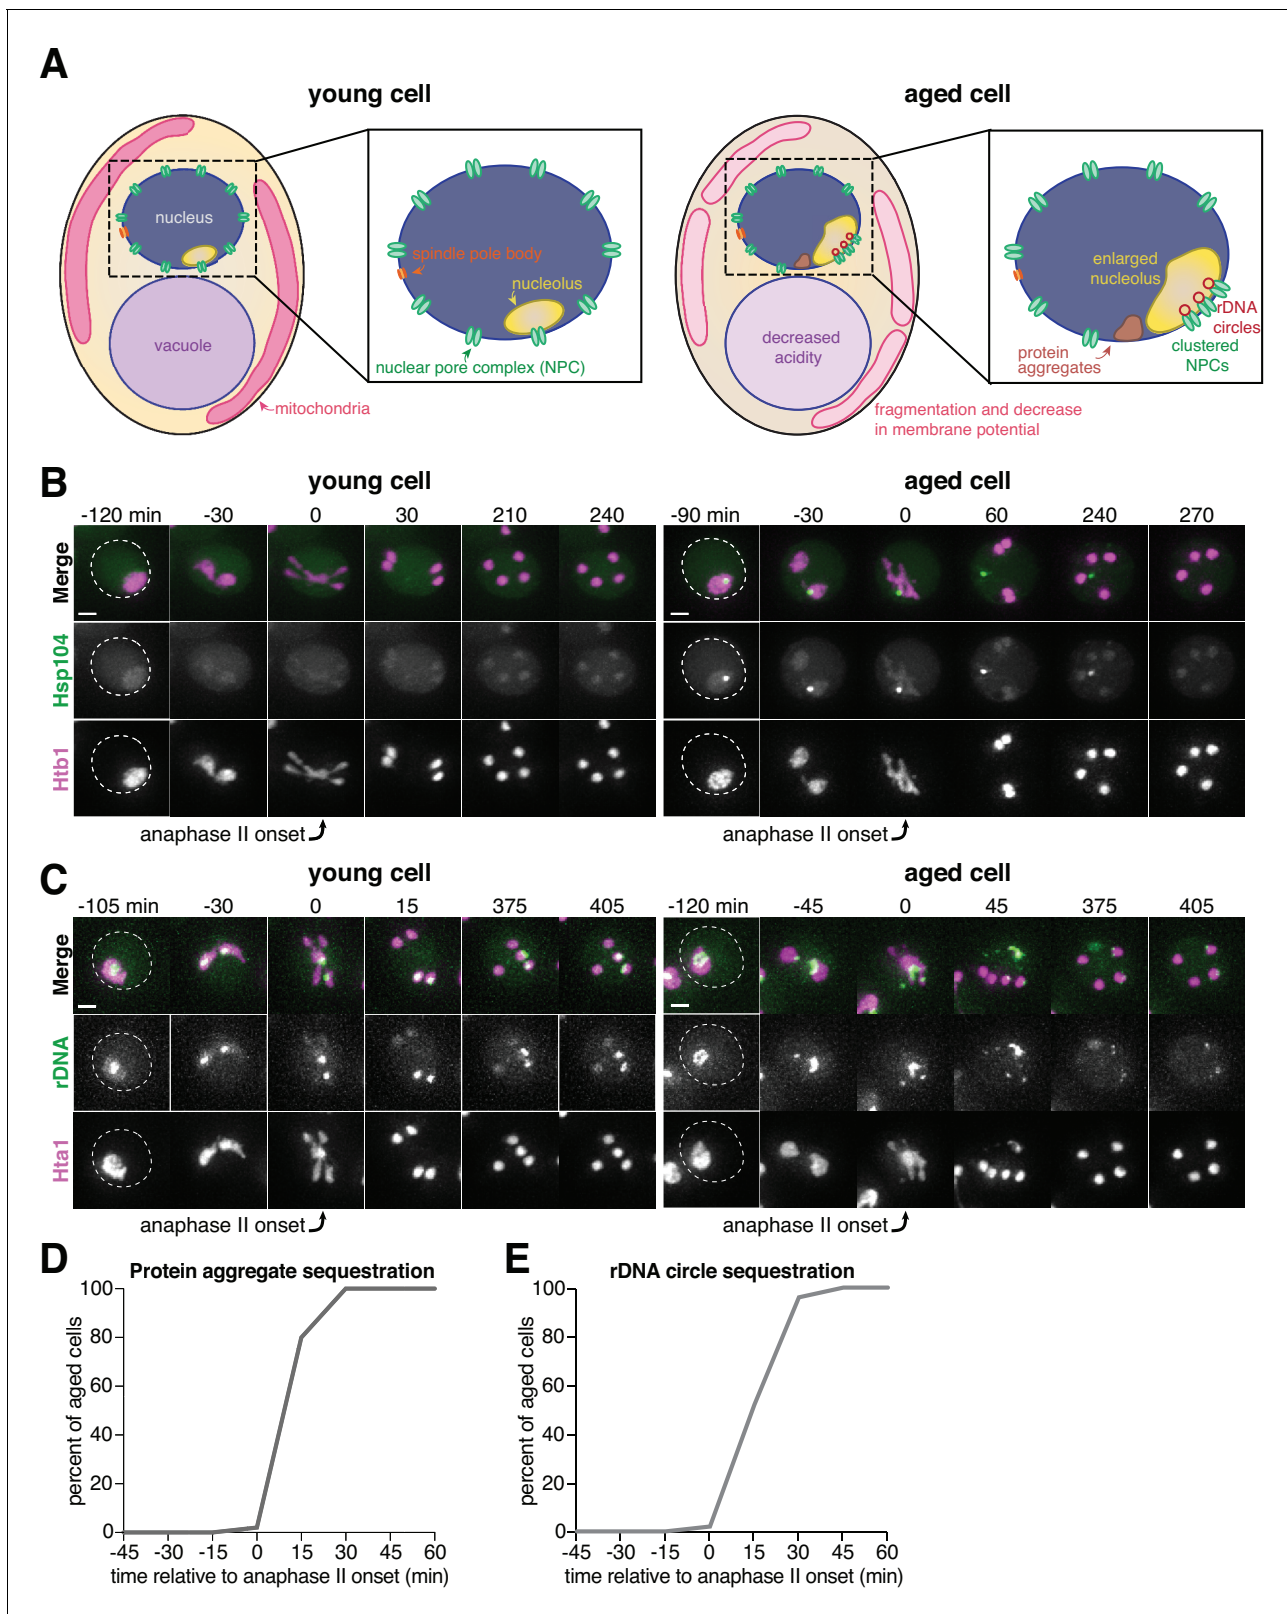 A
young cell
aged cell
nucleus
vacuole
mitochondria
spindle pole body
nucleolus
nuclear pore complex (NPC)
decreased
acidity
fragmentation and decrease
in membrane potential
enlarged
nucleolus
rDNA
circles
clustered
NPCs
protein
aggregates
B
young cell
aged cell
-120 min -30 0 30 210 240
-90 min -30 0 60 240 270
Merge
Hsp104
Htb1
anaphase II onset
anaphase II onset
C
young cell
aged cell
-105 min -30 0 15 375 405
-120 min -45 0 45 375 405
Merge
rDNA
Hta1
anaphase II onset
anaphase II onset
D
Protein aggregate sequestration
percent of aged cells
100
80
60
40
20
0
-45 -30 -15 0 15 30 45 60
time relative to anaphase II onset (min)
E
rDNA circle sequestration
percent of aged cells
100
80
60
40
20
0
-45 -30 -15 0 15 30 45 60
time relative to anaphase II onset (min)